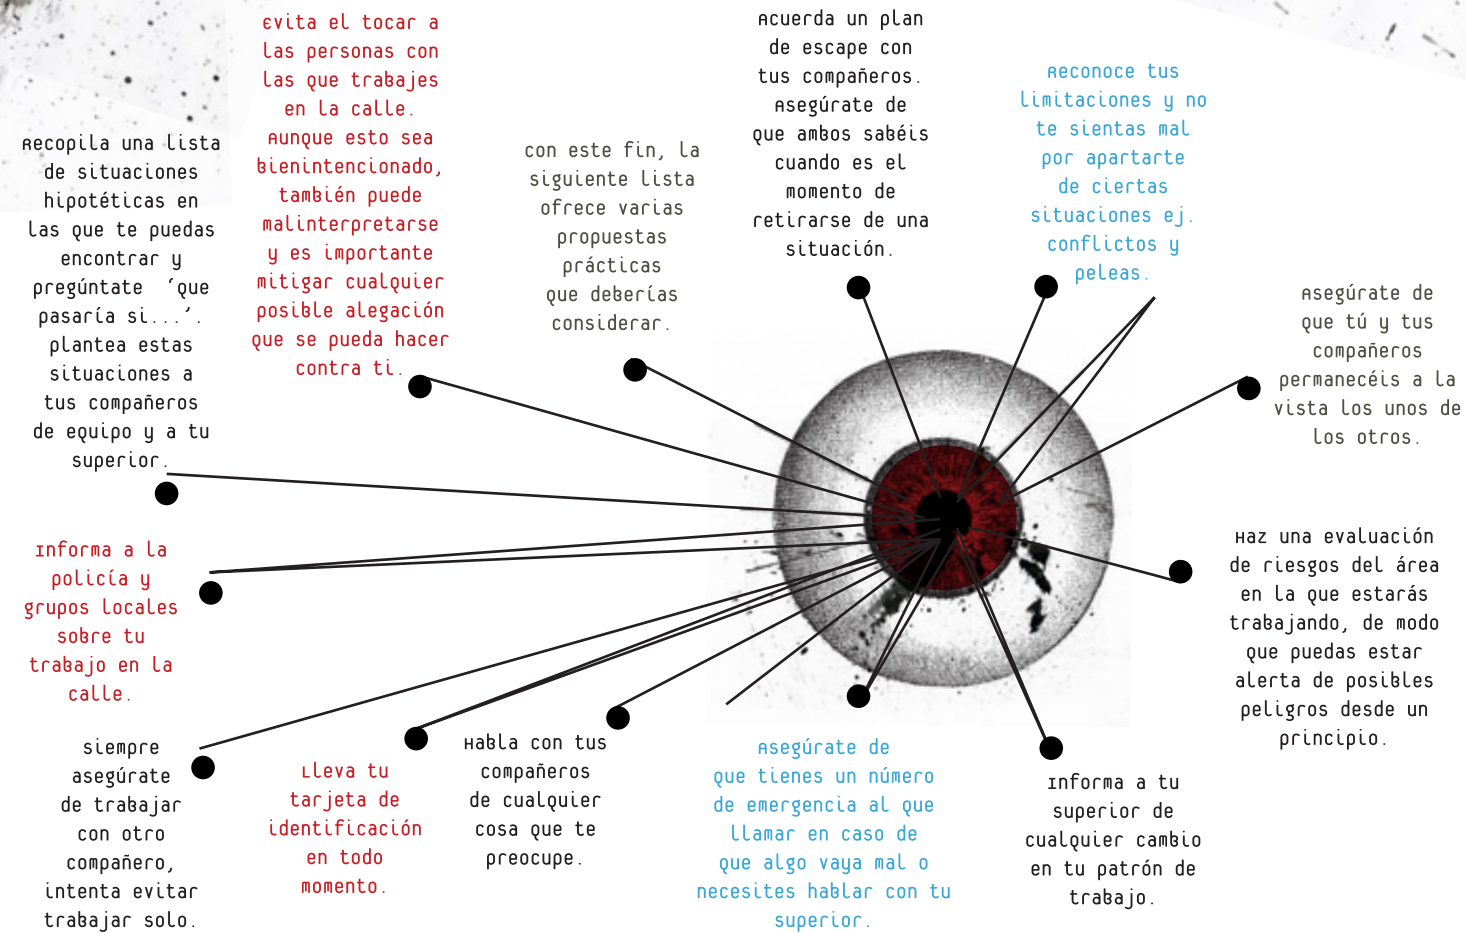 Recopila una lista
de situaciones
hipotéticas en
las que te puedas
encontrar y
pregúntate ‘que
pasaría si...’.
plantea estas
situaciones a
tus compañeros
de equipo y a tu
superior.
Evita el tocar a
las personas con
las que trabajes
en la calle.
Aunque esto sea
bienintencionado,
también puede
malinterpretarse
y es importante
mitigar cualquier
posible alegación
que se pueda hacer
contra ti.
con este fin, la
siguiente lista
ofrece varias
propuestas
prácticas
que deberías
considerar.
Acuerda un plan
de escape con
tus compañeros.
Asegúrate de
que ambos sabéis
cuando es el
momento de
retirarse de una
situación.
Reconoce tus
limitaciones y no
te sientas mal
por apartarte
de ciertas
situaciones ej.
conflictos y
peleas.
Asegúrate de
que tú y tus
compañeros
permanecéis a la
vista los unos de
los otros.
Informa a la
policía y
grupos locales
sobre tu
trabajo en la
calle.
Haz una evaluación
de riesgos del área
en la que estarás
trabajando, de modo
que puedas estar
alerta de posibles
peligros desde un
principio.
siempre
asegúrate
de trabajar
con otro
compañero,
intenta evitar
trabajar solo.
Lleva tu
tarjeta de
identificación
en todo
momento.
Habla con tus
compañeros
de cualquier
cosa que te
preocupe.
Asegúrate de
que tienes un número
de emergencia al que
llamar en caso de
que algo vaya mal o
necesites hablar con tu
superior.
Informa a tu
superior de
cualquier cambio
en tu patrón de
trabajo.